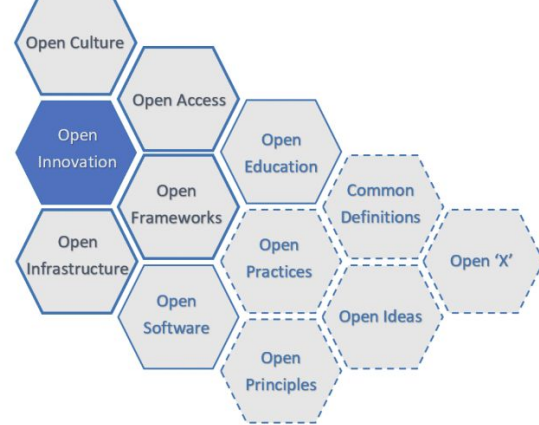 Open Culture
Open Access
Open
Innovation
Open
Education
Open
Frameworks
Common
Definitions
Open
Infrastructure
Open
Practices
Open ‘X’
Open
Software
Open Ideas
Open
Principles